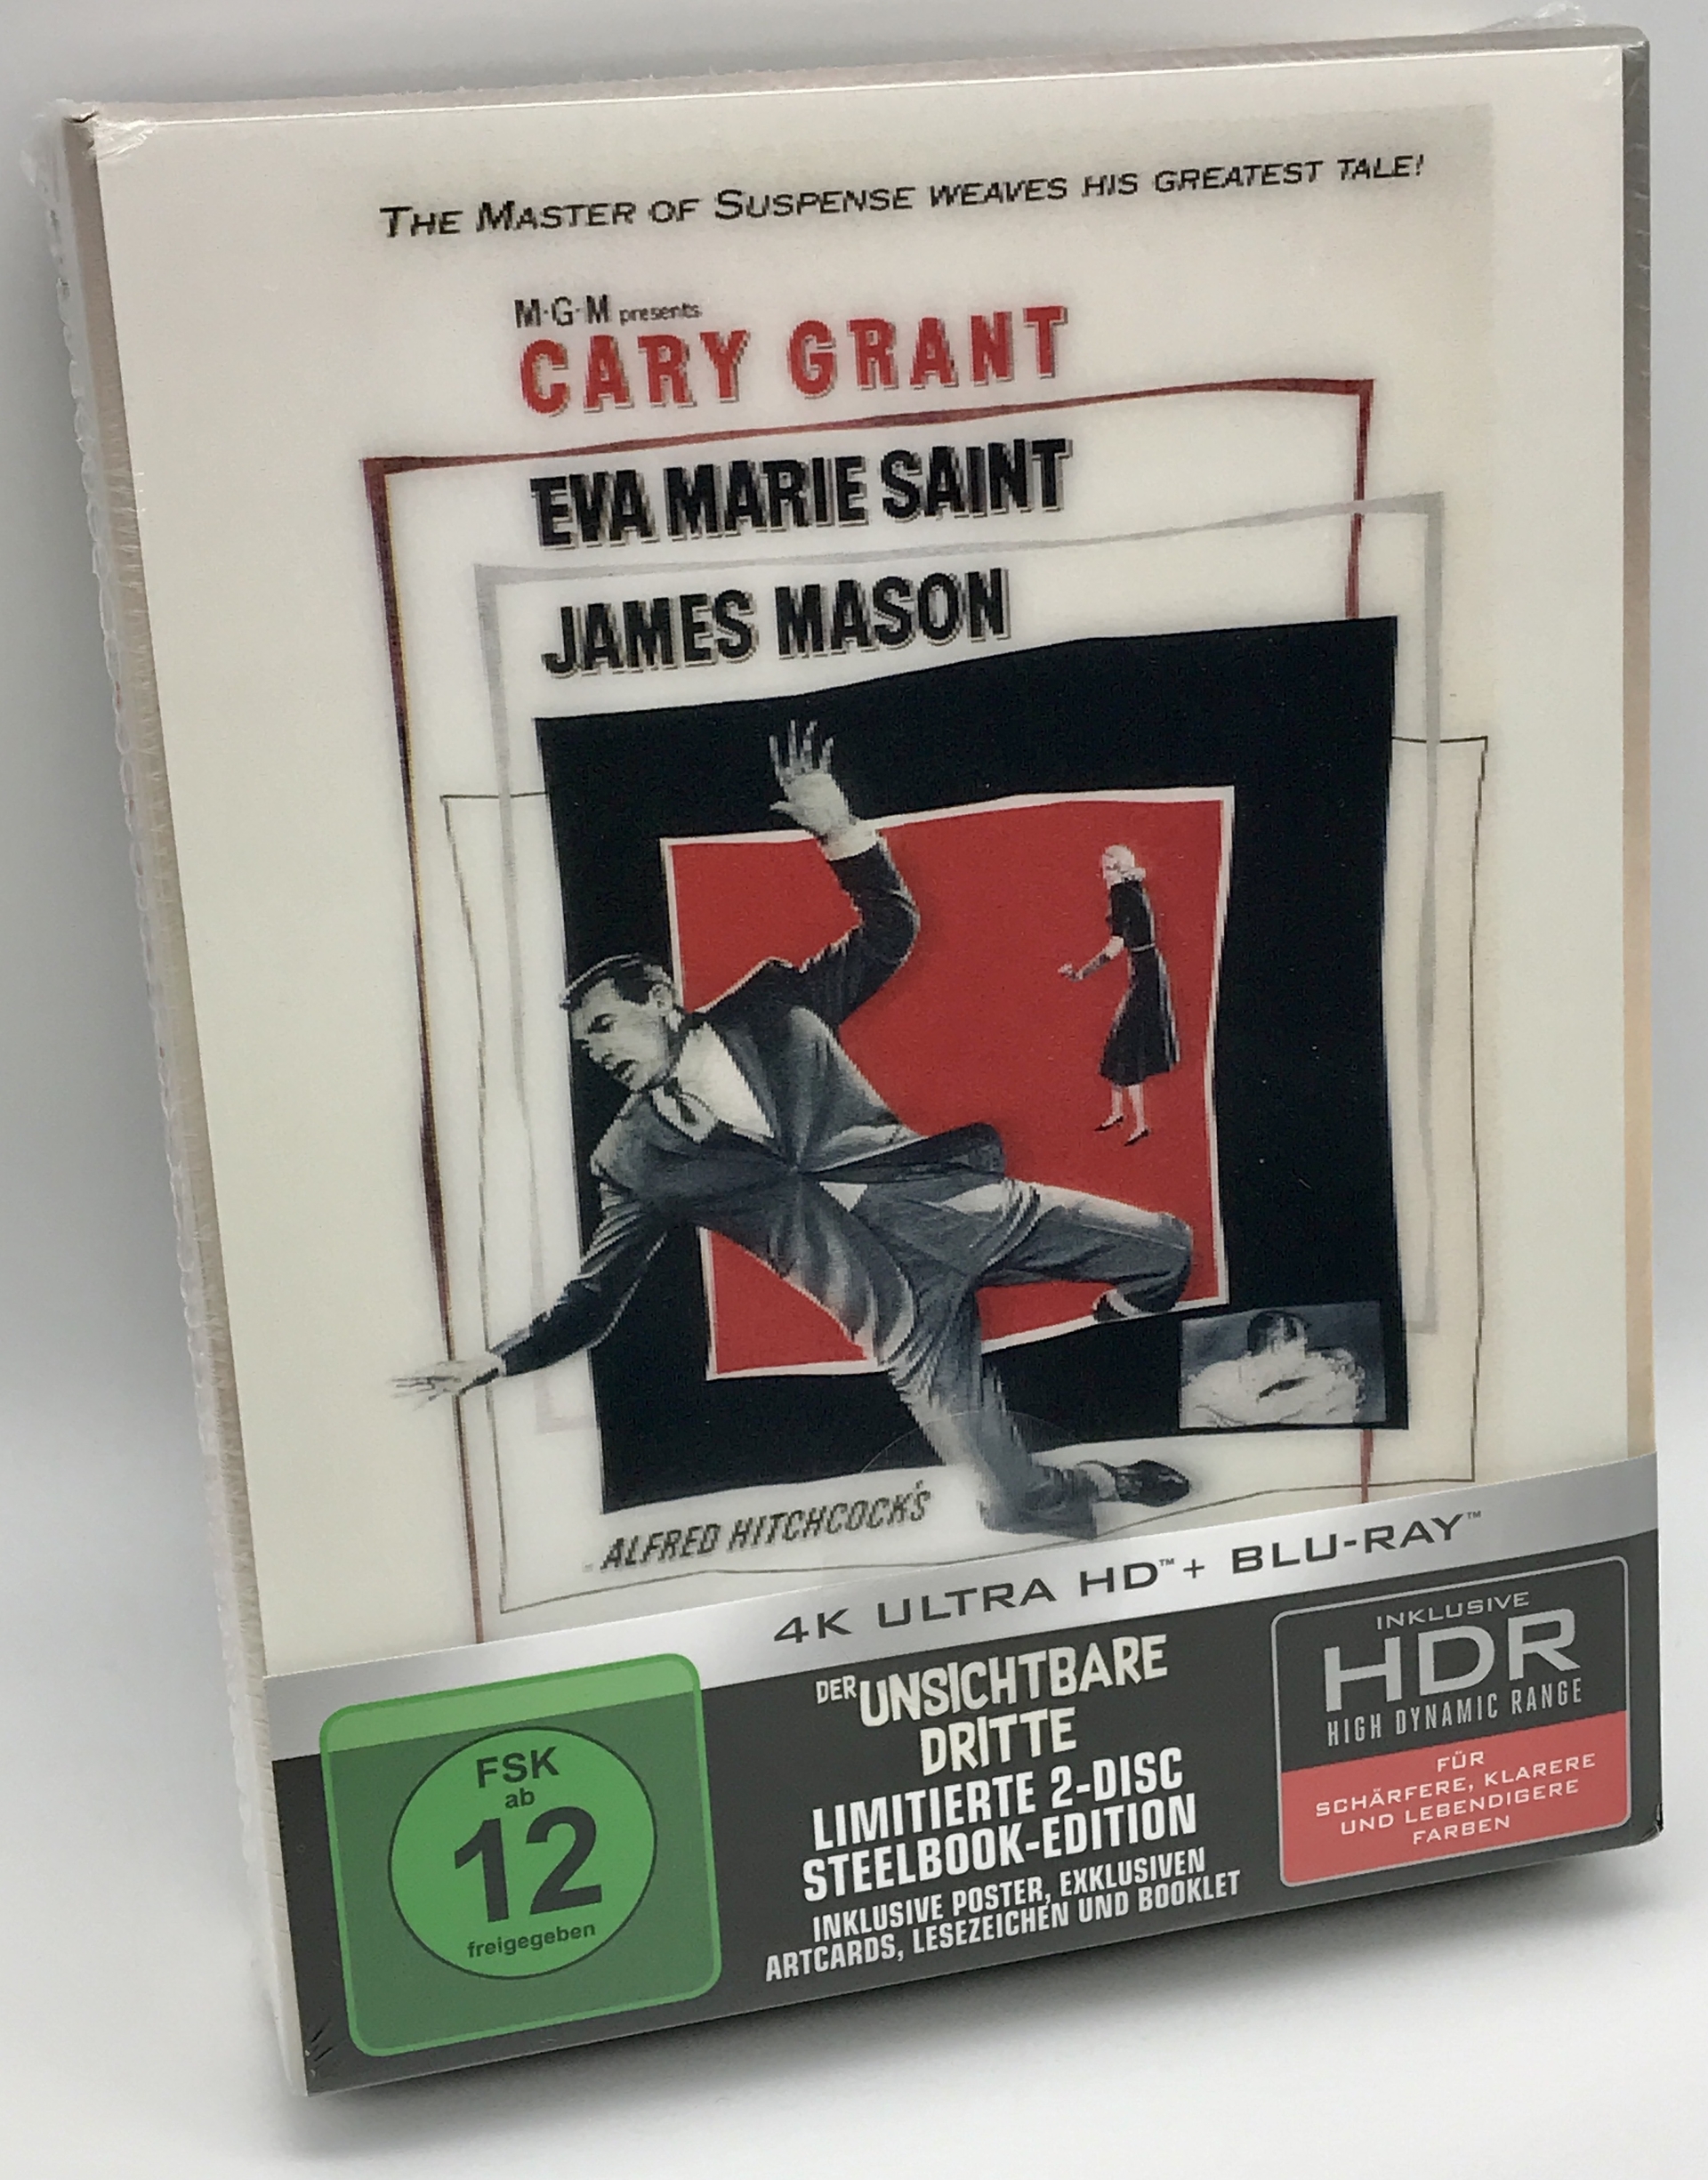 THE MASTER OF SUSPENSE WEAVES HIS GREATEST TALE!
M-G-M presents
CARY GRANT
EVA MARIE SAINT
JAMES MASON
ALFRED HITCHCOCK'S
4K ULTRA HD™ + BLU-RAY™
DER UNSICHTBARE
DRITTE
LIMITIERTE 2-DISC
STEELBOOK-EDITION
INKLUSIVE POSTER, EXKLUSIVEN
ARTCARDS, LESEZEICHEN UND BOOKLET
FSK
ab
12
freigegeben
INKLUSIVE
HDR
HIGH DYNAMIC RANGE
FÜR
SCHÄRFERE, KLARERE
UND LEBENDIGERE
FARBEN